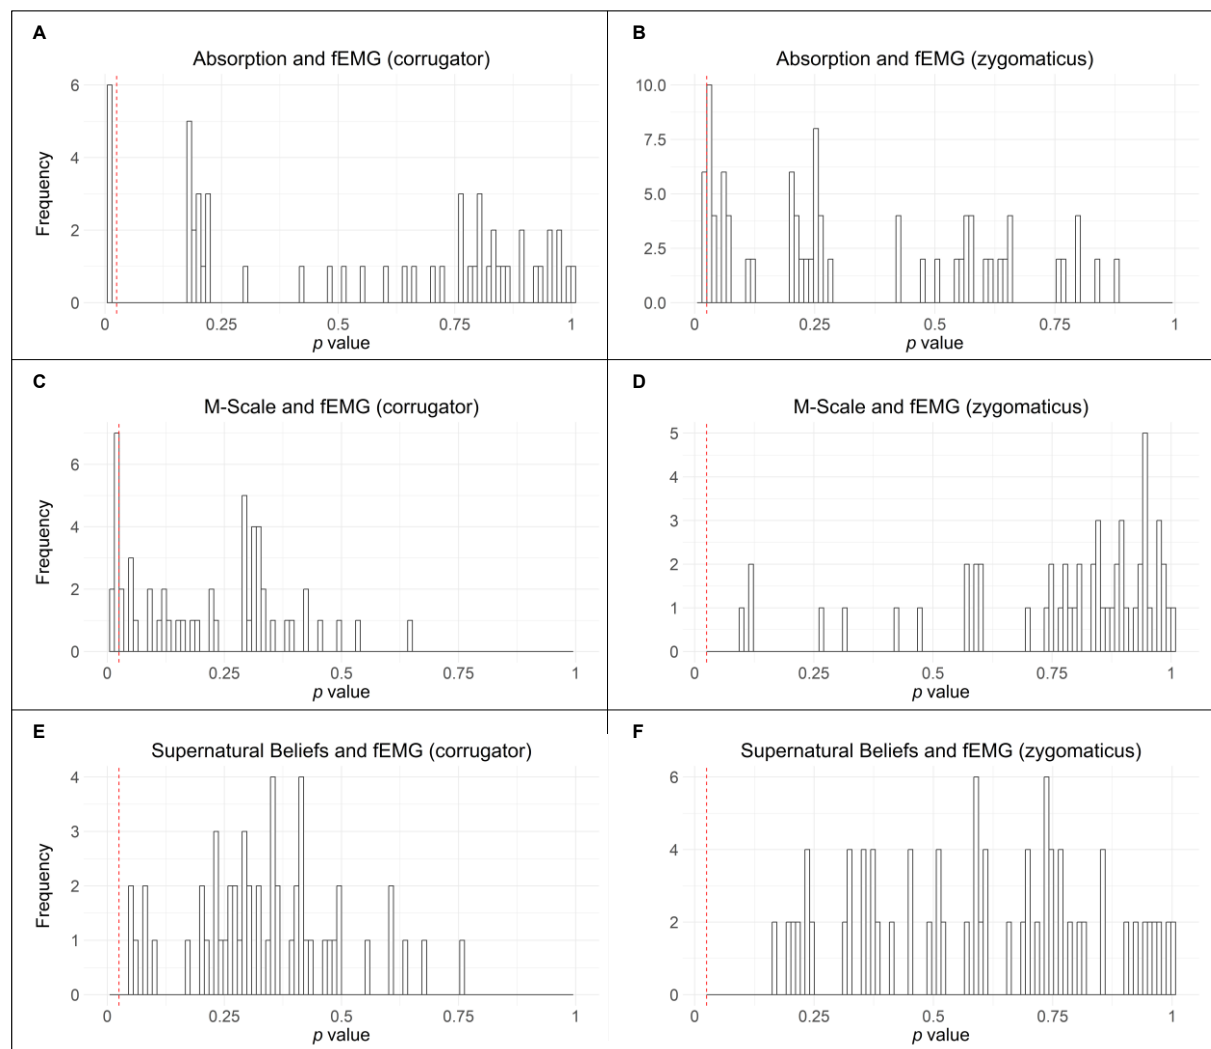 A
Absorption and fEMG (corrugator)
6
4
2
0
Frequency
0 0.25 0.5 0.75 1
p value
B
Absorption and fEMG (zygomaticus)
10.0
7.5
5.0
2.5
0.0
0 0.25 0.5 0.75 1
p value
C
M-Scale and fEMG (corrugator)
6
4
2
0
Frequency
0 0.25 0.5 0.75 1
p value
D
M-Scale and fEMG (zygomaticus)
5
4
3
2
1
0
0 0.25 0.5 0.75 1
p value
E
Supernatural Beliefs and fEMG (corrugator)
4
3
2
1
0
Frequency
0 0.25 0.5 0.75 1
p value
F
Supernatural Beliefs and fEMG (zygomaticus)
6
4
2
0
0 0.25 0.5 0.75 1
p value